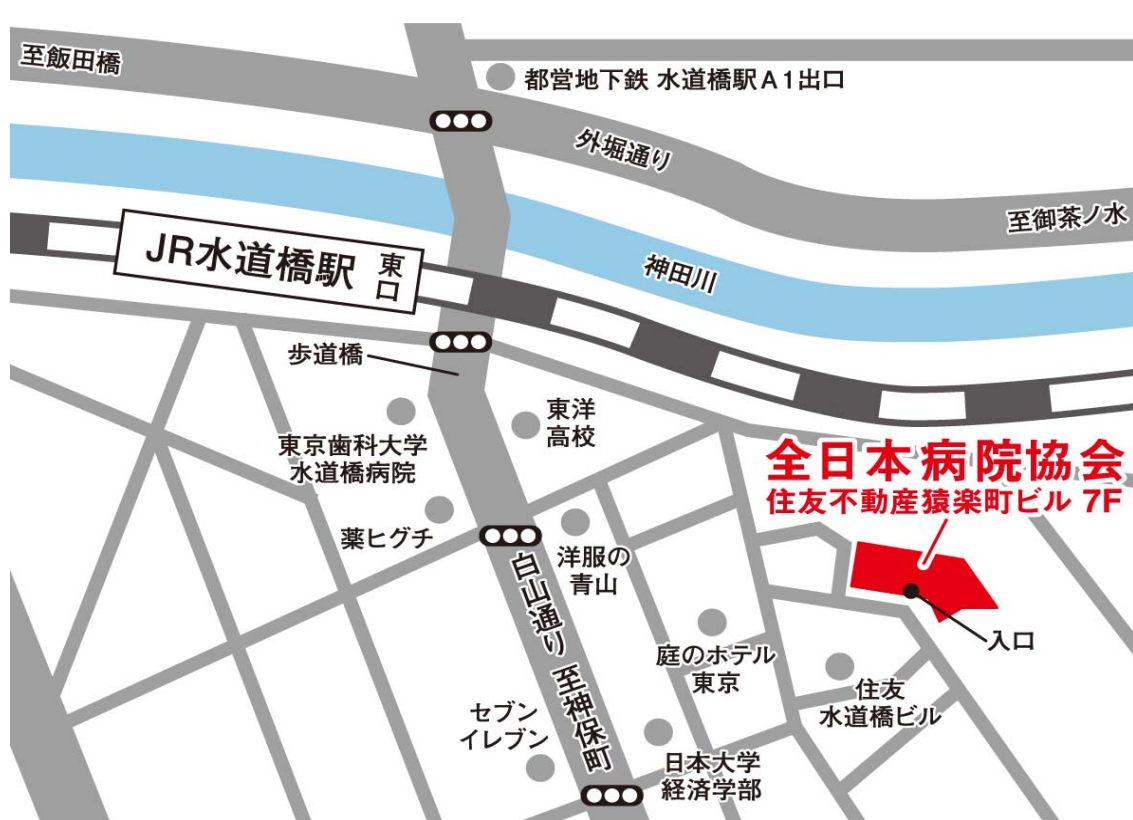 至飯田橋
都営地下鉄 水道橋駅A1出口
外堀通り
至御茶ノ水
JR水道橋駅 東口
神田川
歩道橋
東洋
高校
東京歯科大学
水道橋病院
全日本病院協会
住友不動産猿楽町ビル 7F
薬ヒグチ
洋服の
青山
白山通り 至神保町
入口
庭のホテル
東京
住友
水道橋ビル
セブン
イレブン
日本大学
経済学部